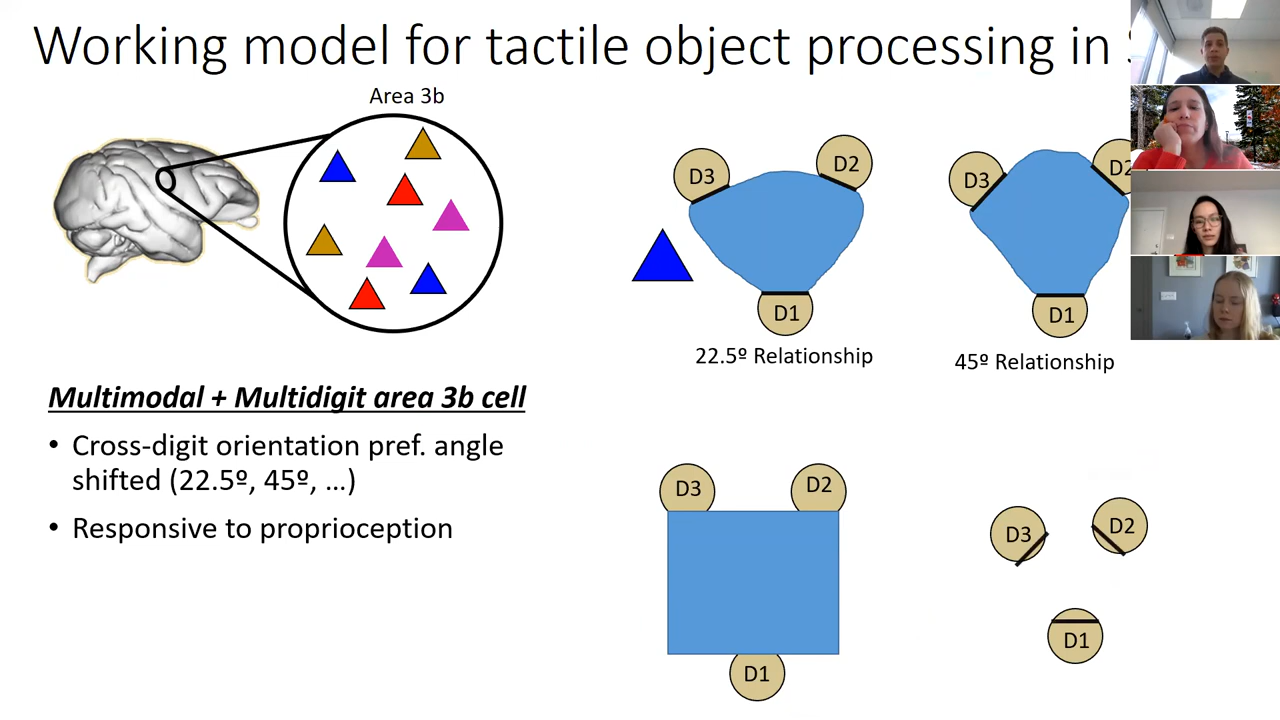 Working model for tactile object processing in
Area 3b
D3
D2
D1
22.5º Relationship
D3
D2
D1
45º Relationship
Multimodal + Multidigit area 3b cell
• Cross-digit orientation pref. angle
shifted (22.5º, 45º, …)
• Responsive to proprioception
D3
D2
D1
D3
D2
D1